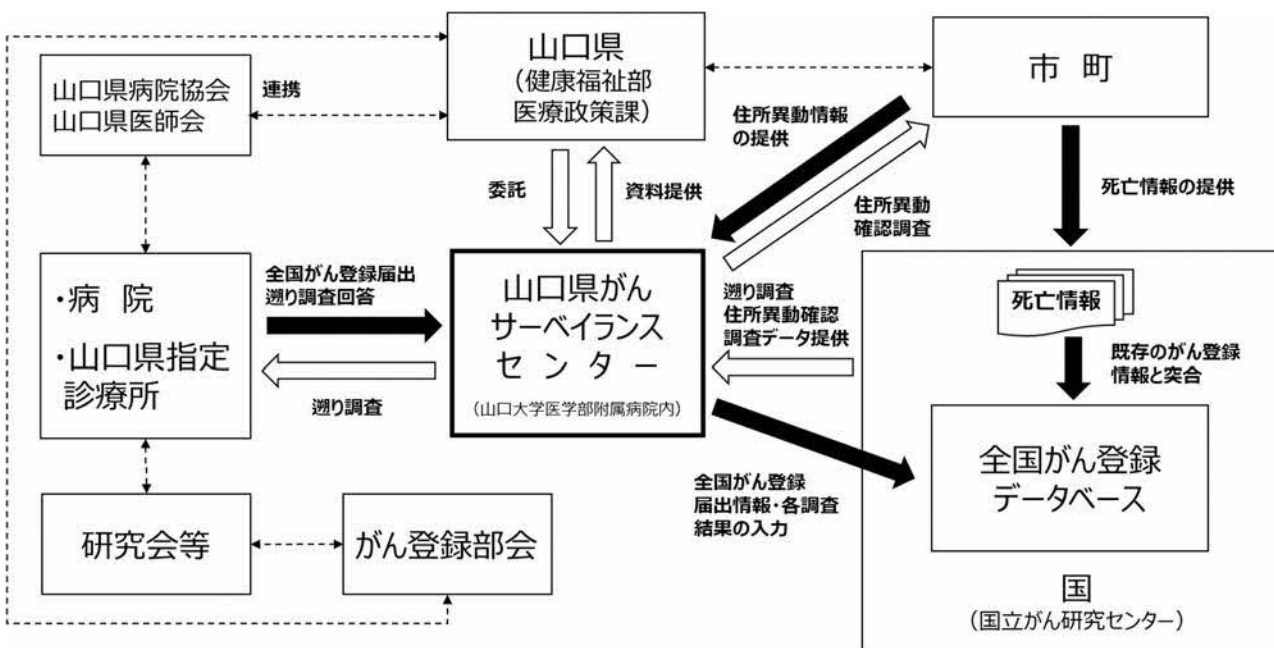 山口県病院協会
山口県医師会
連携
山口県
（健康福祉部
医療政策課）
市 町
委託
資料提供
住所異動情報
の提供
住所異動
確認調査
死亡情報の提供
・病 院
・山口県指定
診療所
全国がん登録届出
遡り調査回答
遡り調査
山口県がん
サーベイランス
センター
（山口大学医学部附属病院内）
遡り調査
住所異動確認
調査データ提供
死亡情報
既存のがん登録
情報と突合
全国がん登録
データベース
全国がん登録
届出情報・各調査
結果の入力
研究会等
がん登録部会
国
（国立がん研究センター）